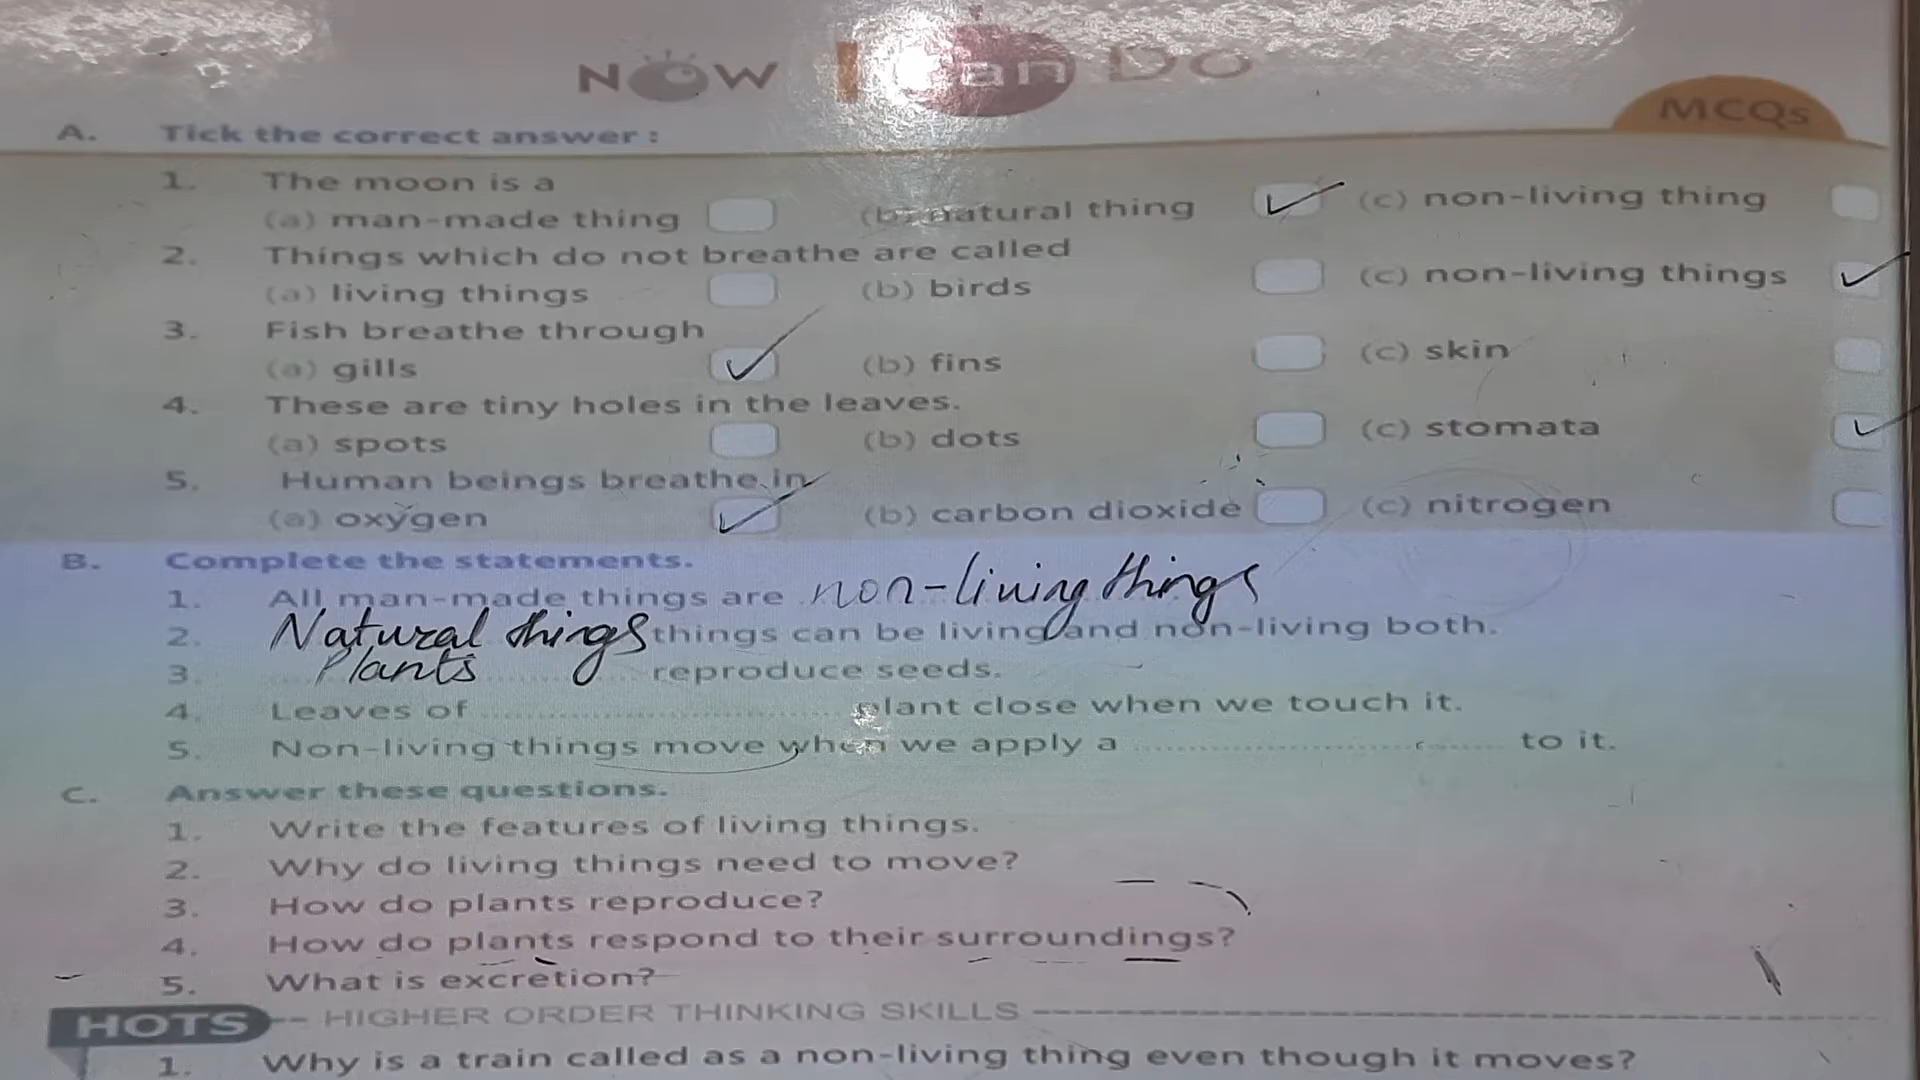 NOW I can Do
MCQs
A. Tick the correct answer :
1. The moon is a
(a) man-made thing (b) natural thing (c) non-living thing
2. Things which do not breathe are called
(a) living things (b) birds (c) non-living things
3. Fish breathe through
(a) gills (b) fins (c) skin
4. These are tiny holes in the leaves.
(a) spots (b) dots (c) stomata
5. Human beings breathe in
(a) oxygen (b) carbon dioxide (c) nitrogen
B. Complete the statements.
1. All man-made things are non-living things
2. Natural things things can be living and non-living both.
3. Plants reproduce seeds.
4. Leaves of ........................ plant close when we touch it.
5. Non-living things move when we apply a ........................ to it.
C. Answer these questions.
1. Write the features of living things.
2. Why do living things need to move?
3. How do plants reproduce?
4. How do plants respond to their surroundings?
5. What is excretion?
HOTS HIGHER ORDER THINKING SKILLS
1. Why is a train called as a non-living thing even though it moves?